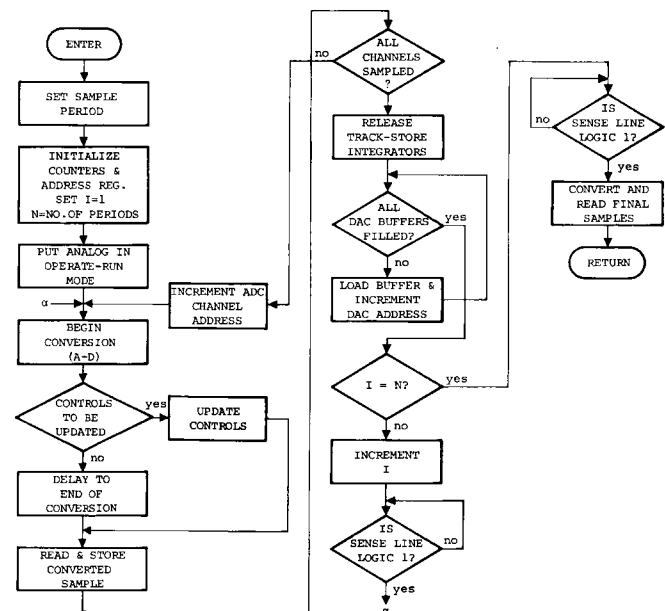 ENTER
SET SAMPLE
PERIOD
INITIALIZE
COUNTERS &
ADDRESS REG.
SET I=1
N=NO.OF PERIODS
PUT ANALOG IN
OPERATE-RUN
MODE
α
INCREMENT ADC
CHANNEL
ADDRESS
BEGIN
CONVERSION
(A-D)
CONTROLS
TO BE
UPDATED
yes
UPDATE
CONTROLS
no
DELAY TO
END OF
CONVERSION
READ & STORE
CONVERTED
SAMPLE
ALL
CHANNELS
SAMPLED
?
no
RELEASE
TRACK-STORE
INTEGRATORS
ALL
DAC BUFFERS
FILLED?
yes
no
LOAD BUFFER &
INCREMENT
DAC ADDRESS
I = N?
yes
no
INCREMENT
I
IS
SENSE LINE
LOGIC 1?
no
yes
IS
SENSE LINE
LOGIC 1?
no
yes
CONVERT AND
READ FINAL
SAMPLES
RETURN